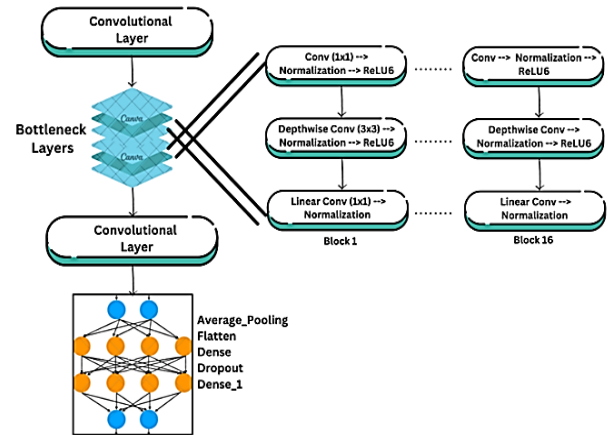 Convolutional
Layer
Bottleneck
Layers
Canva
Canva
Convolutional
Layer
Average_Pooling
Flatten
Dense
Dropout
Dense_1
Conv (1x1) -->
Normalization --> ReLU6
Depthwise Conv (3x3) -->
Normalization --> ReLU6
Linear Conv (1x1) -->
Normalization
Block 1
Conv --> Normalization -->
ReLU6
Depthwise Conv -->
Normalization --> ReLU6
Linear Conv -->
Normalization
Block 16